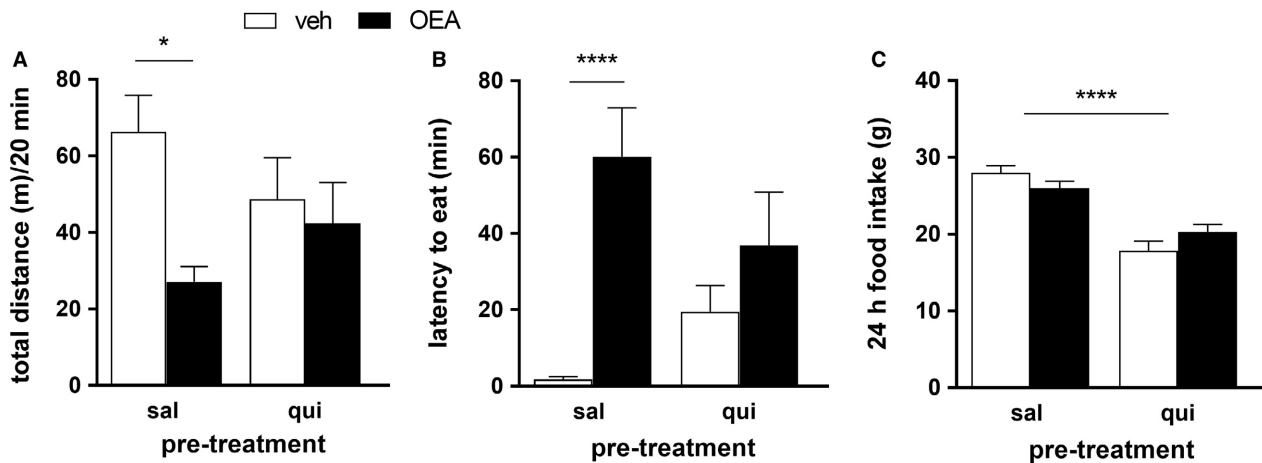 veh OEA
A
*
total distance (m)/20 min
80
60
40
20
0
sal qui
pre-treatment
B
****
latency to eat (min)
80
60
40
20
0
sal qui
pre-treatment
C
****
24 h food intake (g)
40
30
20
10
0
sal qui
pre-treatment